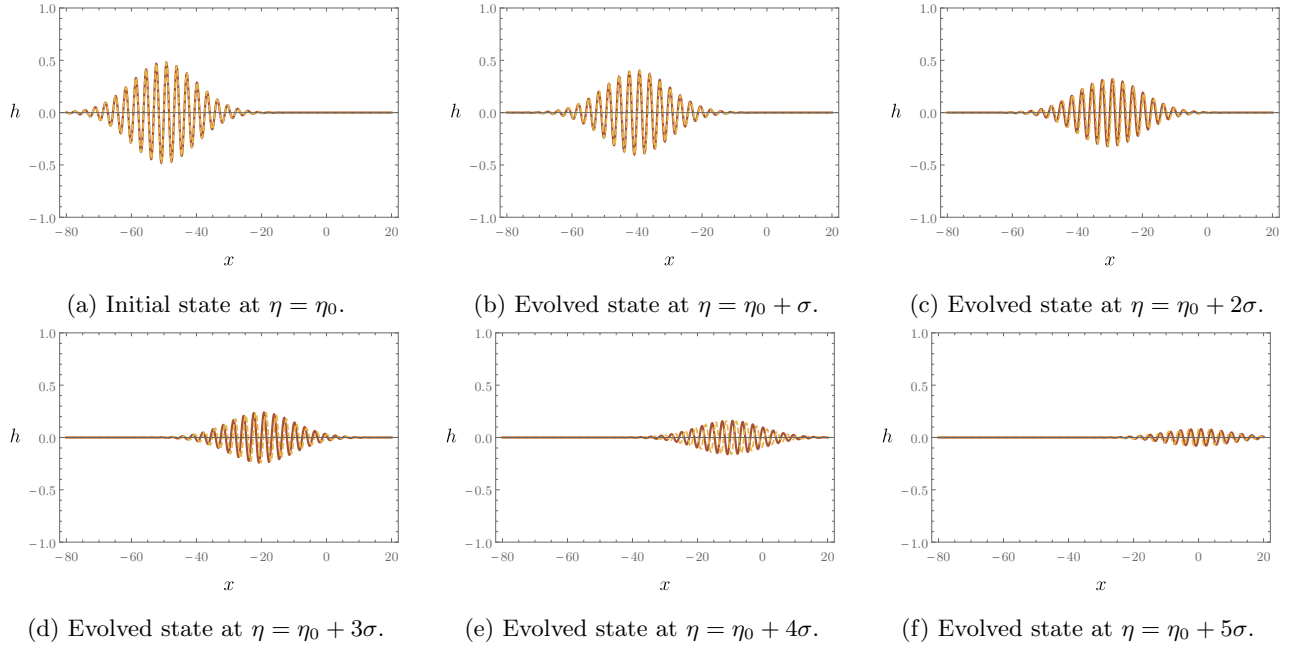 1.0
0.5
h 0.0
−0.5
−1.0
−80 −60 −40 −20 0 20
x
(a) Initial state at η = η₀.
1.0
0.5
h 0.0
−0.5
−1.0
−80 −60 −40 −20 0 20
x
(b) Evolved state at η = η₀ + σ.
1.0
0.5
h 0.0
−0.5
−1.0
−80 −60 −40 −20 0 20
x
(c) Evolved state at η = η₀ + 2σ.
1.0
0.5
h 0.0
−0.5
−1.0
−80 −60 −40 −20 0 20
x
(d) Evolved state at η = η₀ + 3σ.
1.0
0.5
h 0.0
−0.5
−1.0
−80 −60 −40 −20 0 20
x
(e) Evolved state at η = η₀ + 4σ.
1.0
0.5
h 0.0
−0.5
−1.0
−80 −60 −40 −20 0 20
x
(f) Evolved state at η = η₀ + 5σ.